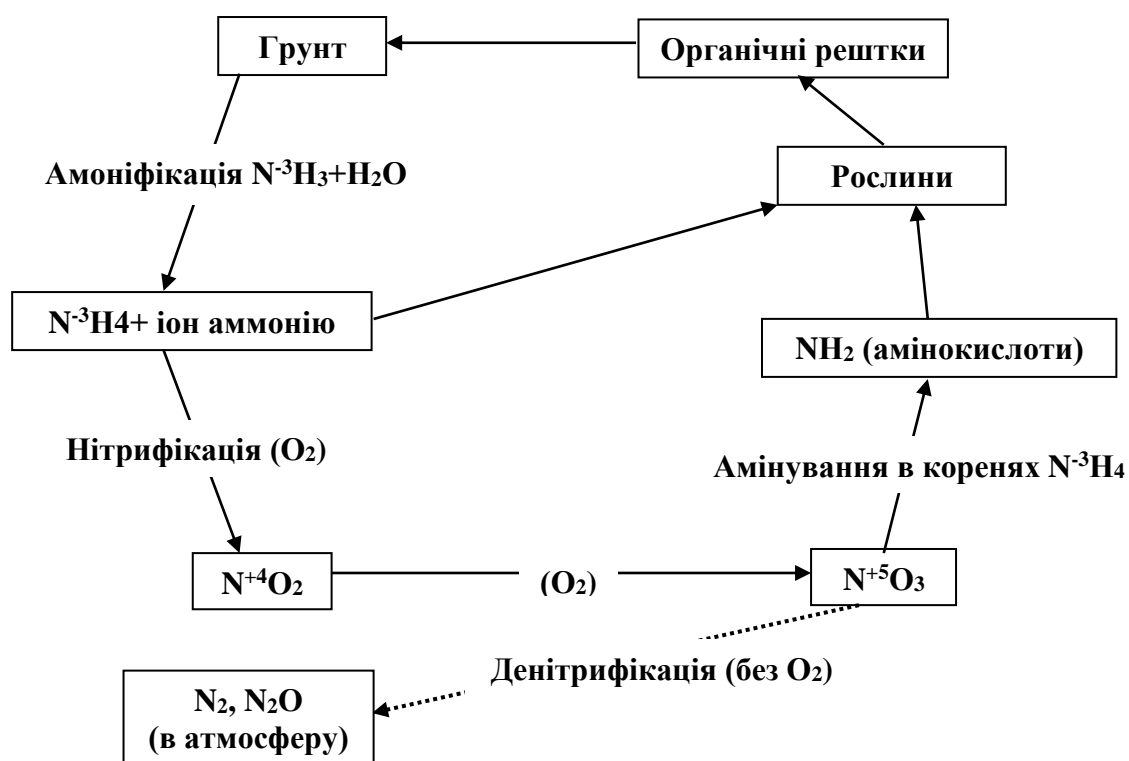 Грунт
Органічні рештки
Амоніфікація N⁻³H₃+H₂O
Рослини
N⁻³H4+ іон аммонію
NH₂ (амінокислоти)
Нітрифікація (O₂)
Амінування в коренях N⁻³H₄
N⁺⁴O₂
(O₂)
N⁺⁵O₃
Денітрифікація (без O₂)
N₂, N₂O
(в атмосферу)